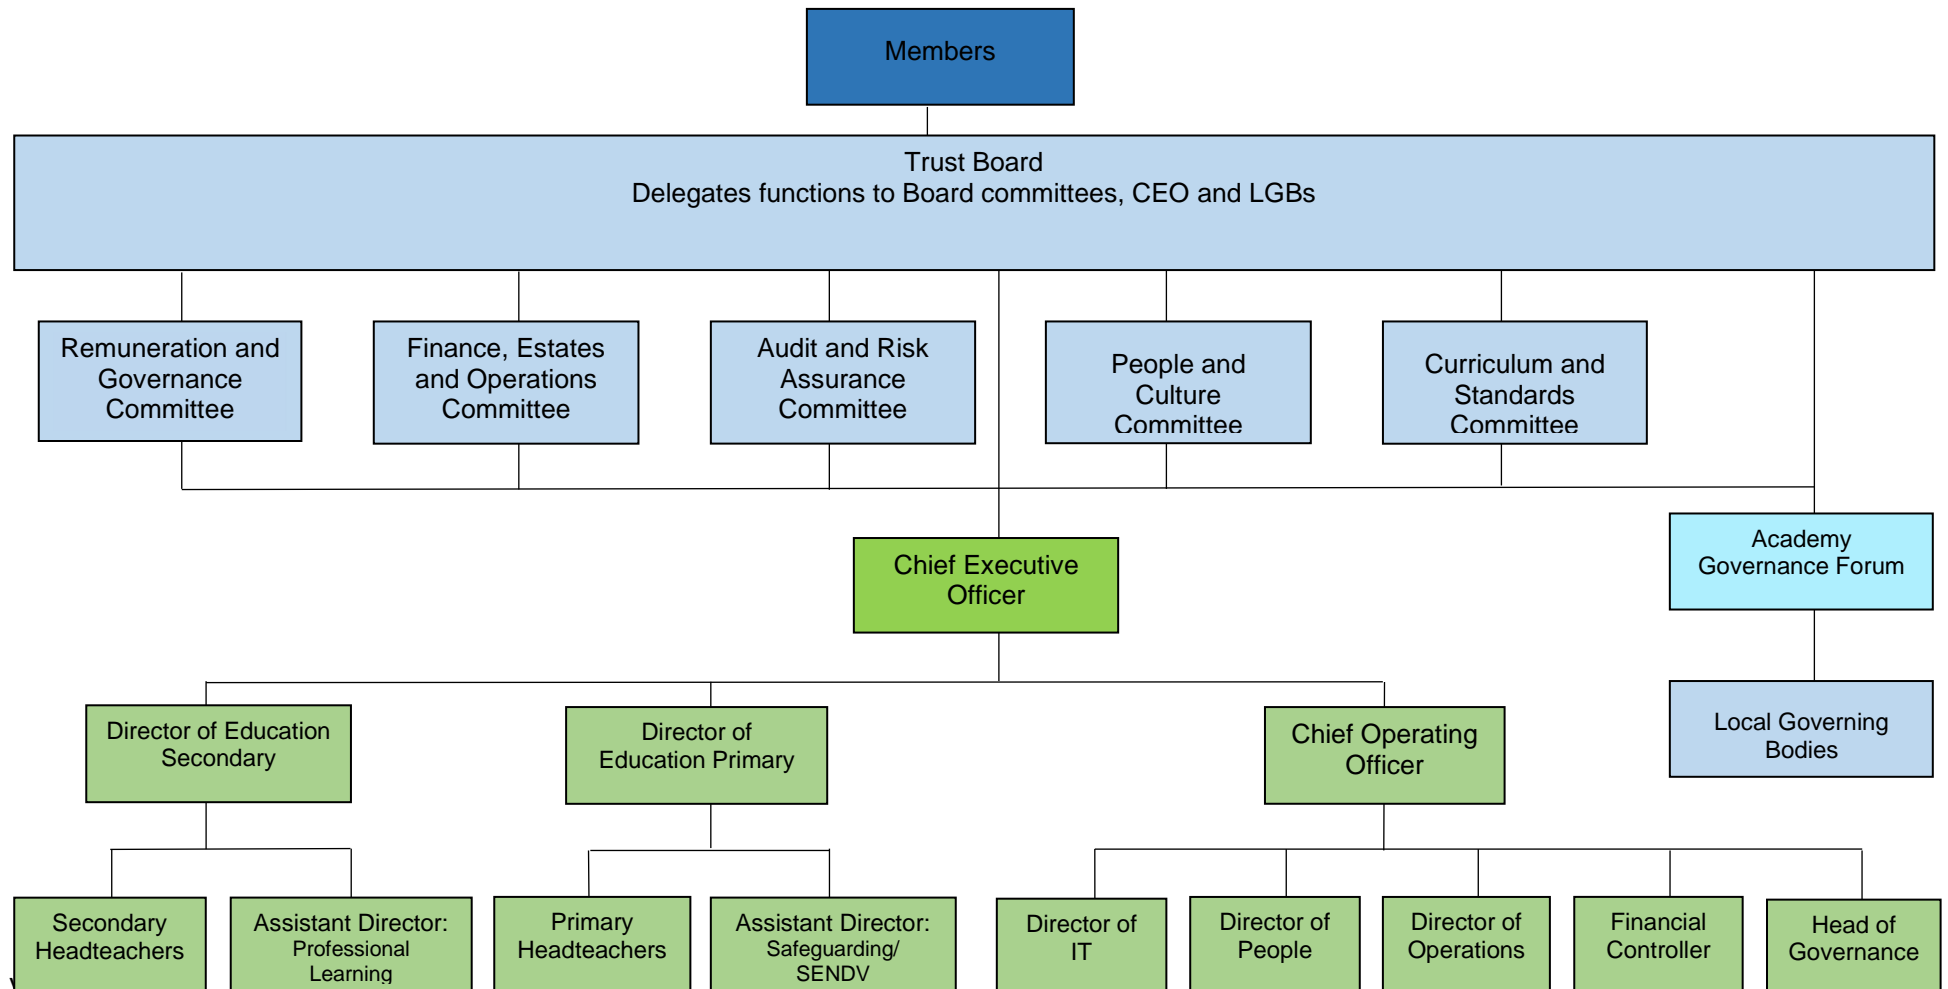 Members
Trust Board
Delegates functions to Board committees, CEO and LGBs
Remuneration and
Governance
Committee
Finance, Estates
and Operations
Committee
Audit and Risk
Assurance
Committee
People and
Culture
Committee
Curriculum and
Standards
Committee
Chief Executive
Officer
Academy
Governance Forum
Director of Education
Secondary
Director of
Education Primary
Chief Operating
Officer
Local Governing
Bodies
Secondary
Headteachers
Assistant Director:
Professional
Learning
Primary
Headteachers
Assistant Director:
Safeguarding/
SENDV
Director of
IT
Director of
People
Director of
Operations
Financial
Controller
Head of
Governance